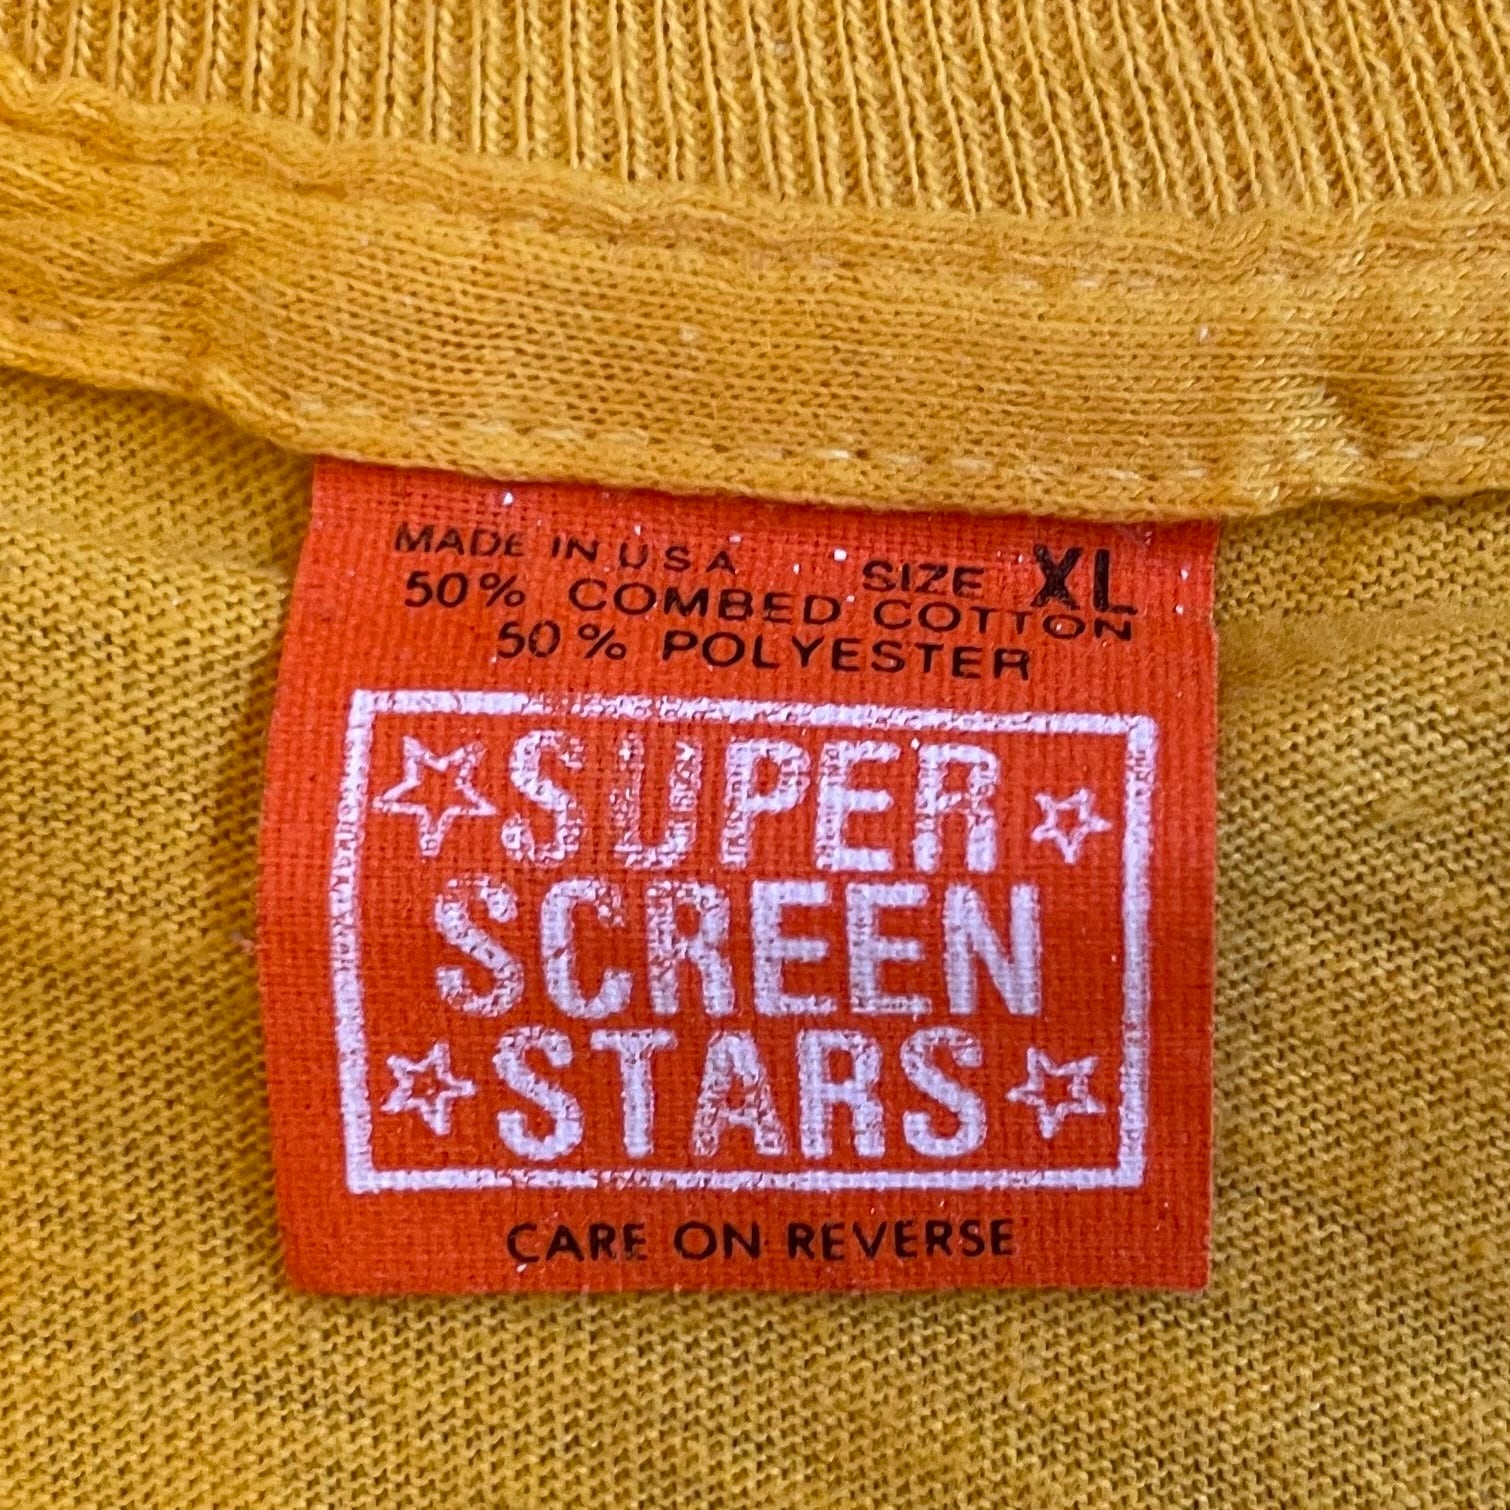 MADE IN U S A SIZE XL
50% COMBED COTTON
50% POLYESTER
SUPER
SCREEN
STARS
CARE ON REVERSE